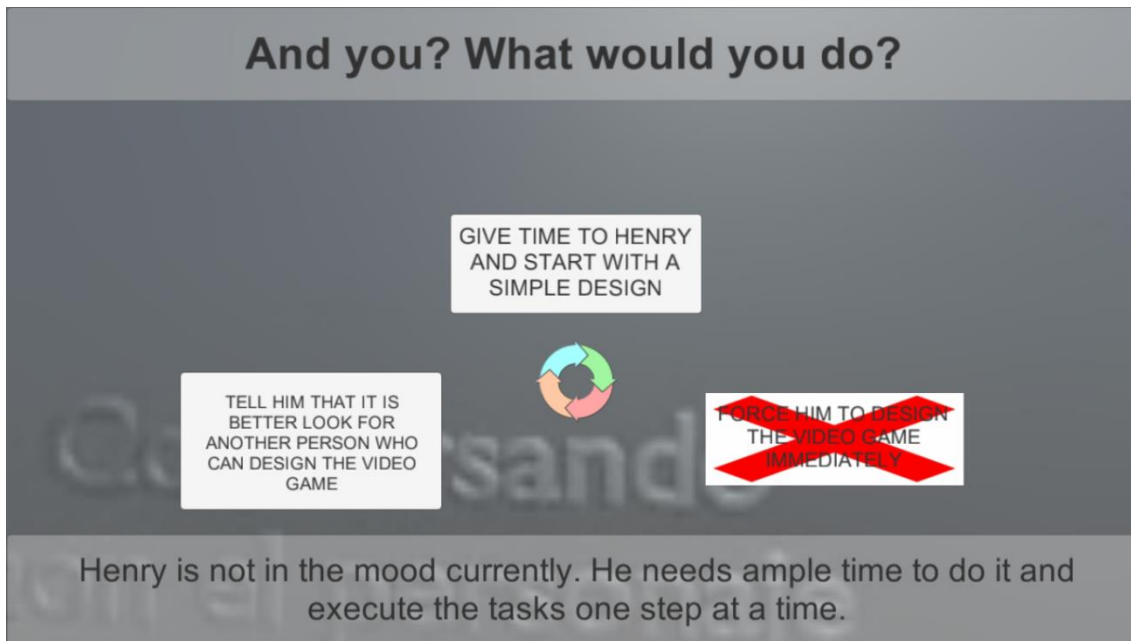 And you? What would you do?
GIVE TIME TO HENRY
AND START WITH A
SIMPLE DESIGN
TELL HIM THAT IT IS
BETTER LOOK FOR
ANOTHER PERSON WHO
CAN DESIGN THE VIDEO
GAME
FORCE HIM TO DESIGN
THE VIDEO GAME
IMMEDIATELY
Henry is not in the mood currently. He needs ample time to do it and
execute the tasks one step at a time.